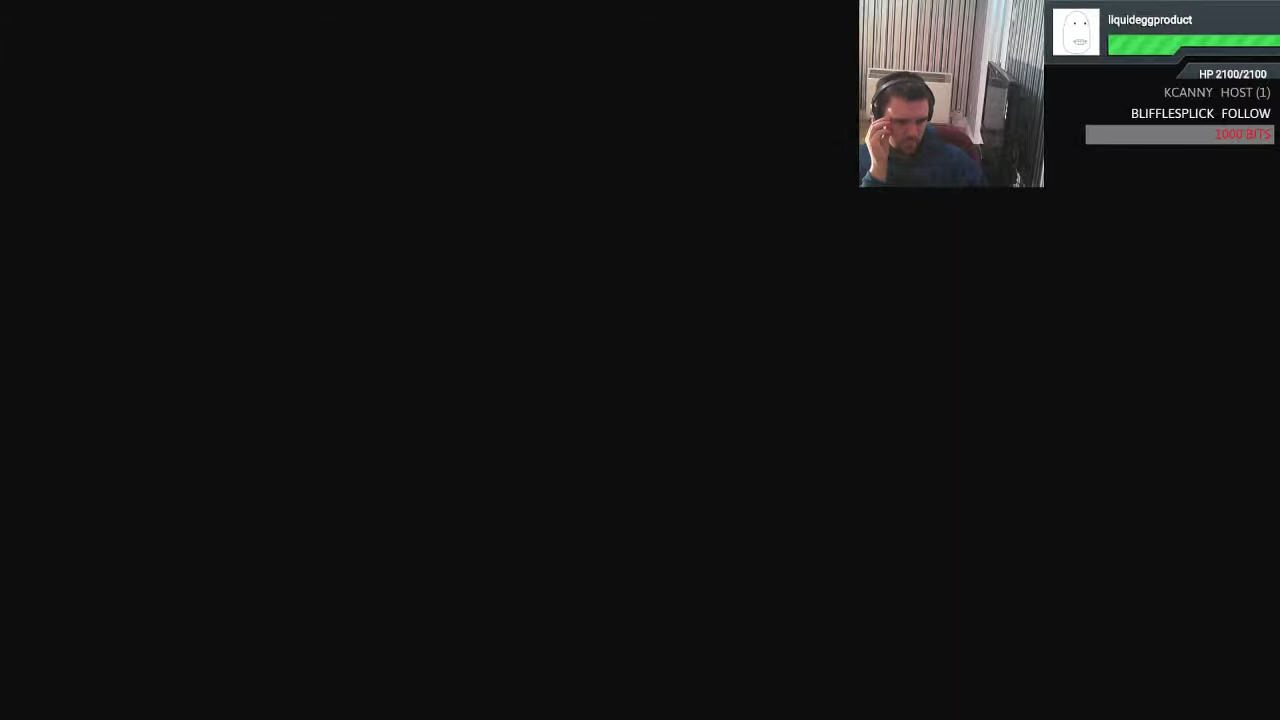 liquideggproduct
HP 2100/2100
KCANNY HOST (1)
BLIFFLESPLICK FOLLOW
1000 BITS